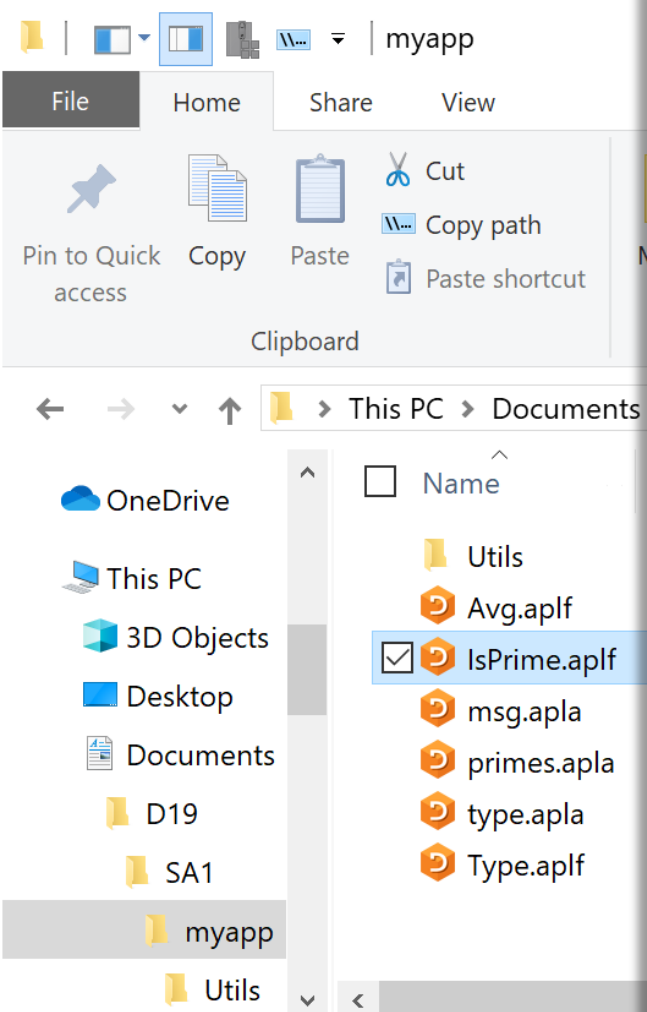 myapp
File Home Share View
Pin to Quick access
Copy
Paste
Cut
Copy path
Paste shortcut
Clipboard
This PC > Documents
OneDrive
This PC
3D Objects
Desktop
Documents
D19
SA1
myapp
Utils
Name
Utils
Avg.aplf
IsPrime.aplf
msg.apla
primes.apla
type.apla
Type.aplf